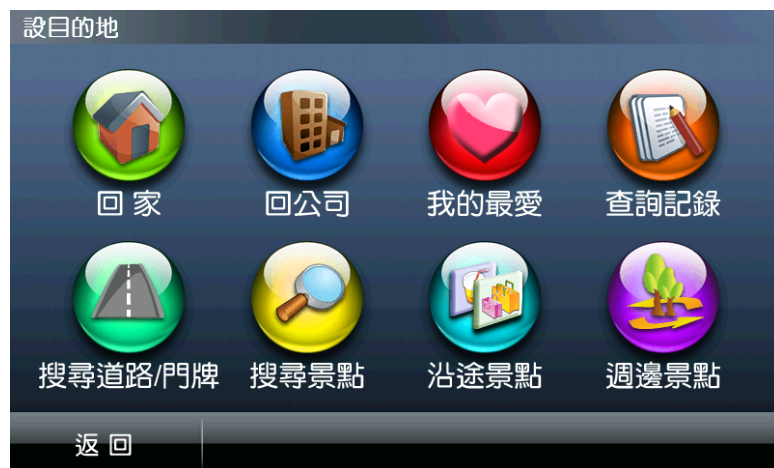 設目的地
回家 回公司 我的最愛 查詢記錄
搜尋道路/門牌 搜尋景點 沿途景點 週邊景點
返回